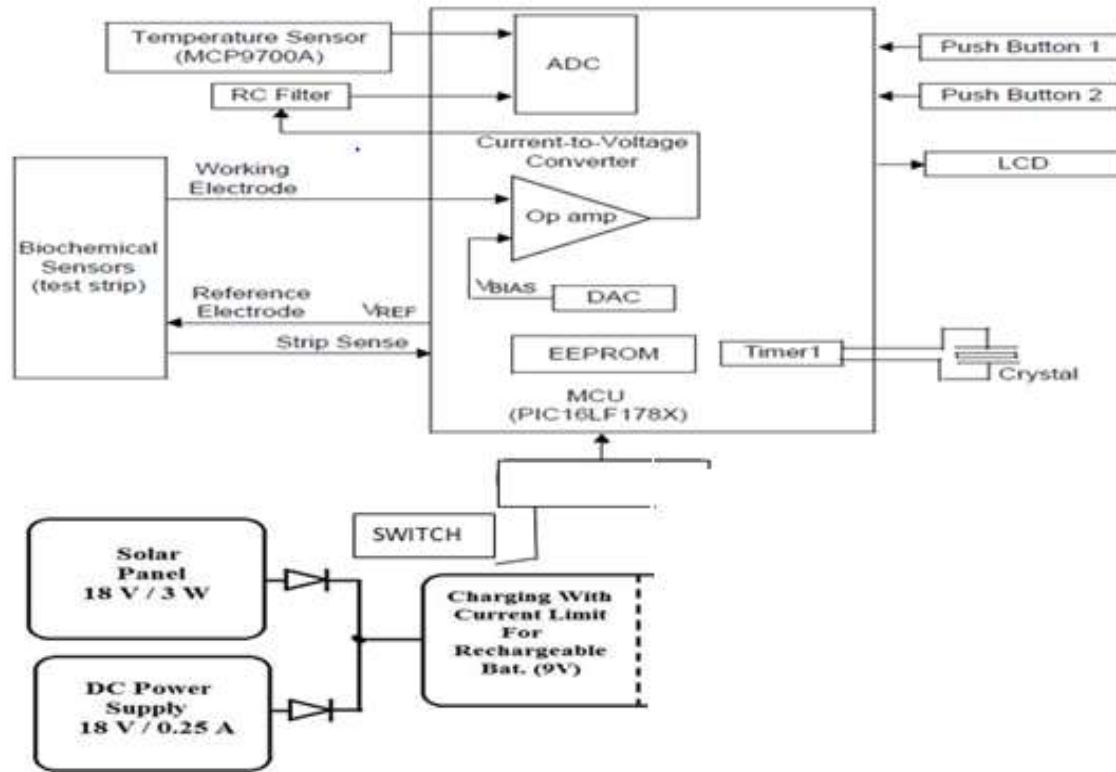 Temperature Sensor
(MCP9700A)
ADC
Push Button 1
RC Filter
Push Button 2
Current-to-Voltage
Converter
LCD
Working
Electrode
Op amp
Biochemical
Sensors
(test strip)
VBIAS
DAC
Reference
Electrode
VREF
Strip Sense
EEPROM
Timer1
Crystal
MCU
(PIC16LF178X)
SWITCH
Solar
Panel
18 V / 3 W
Charging With
Current Limit
For
Rechargeable
Bat. (9V)
DC Power
Supply
18 V / 0.25 A